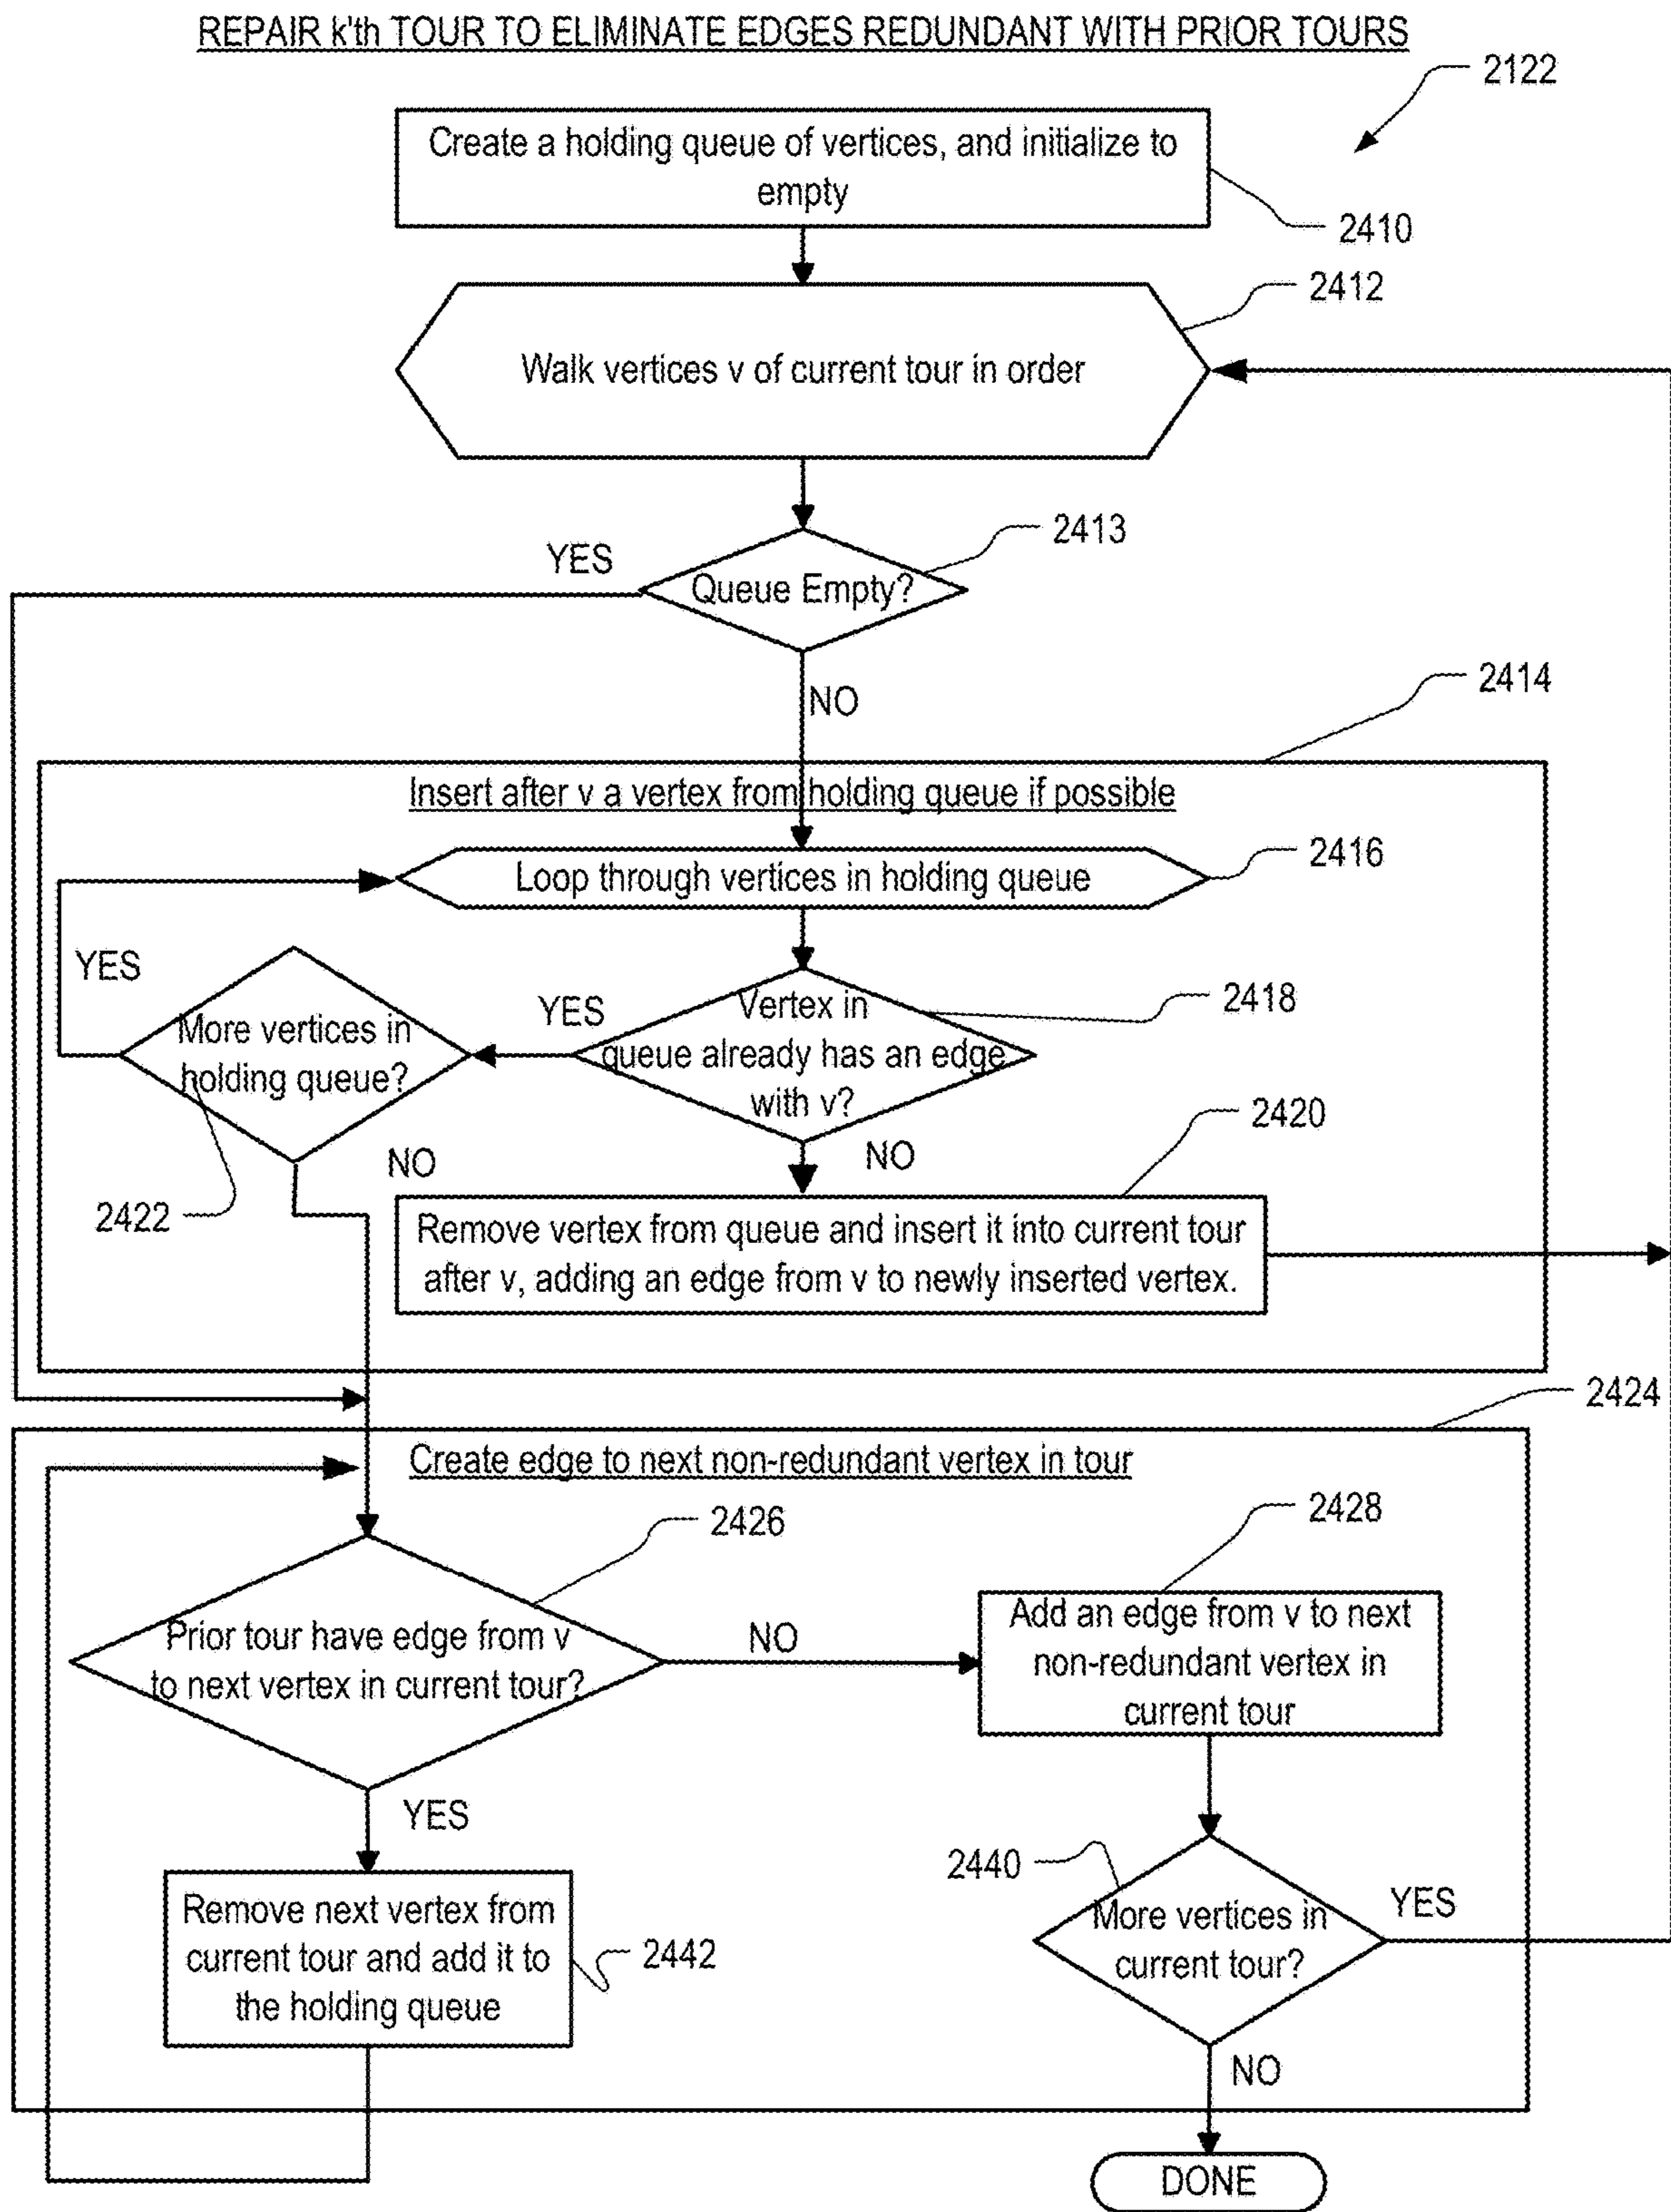 REPAIR k'th TOUR TO ELIMINATE EDGES REDUNDANT WITH PRIOR TOURS
2122
Create a holding queue of vertices, and initialize to
empty
2410
2412
Walk vertices v of current tour in order
2413
YES
Queue Empty?
NO
2414
Insert after v a vertex from holding queue if possible
2416
Loop through vertices in holding queue
YES
More vertices in
holding queue?
YES
Vertex in
queue already has an edge
with v?
2418
2420
NO
NO
2422
Remove vertex from queue and insert it into current tour
after v, adding an edge from v to newly inserted vertex.
2424
Create edge to next non-redundant vertex in tour
2426
2428
Prior tour have edge from v
to next vertex in current tour?
NO
Add an edge from v to next
non-redundant vertex in
current tour
YES
2440
More vertices in
current tour?
YES
Remove next vertex from
current tour and add it to
the holding queue
2442
NO
DONE